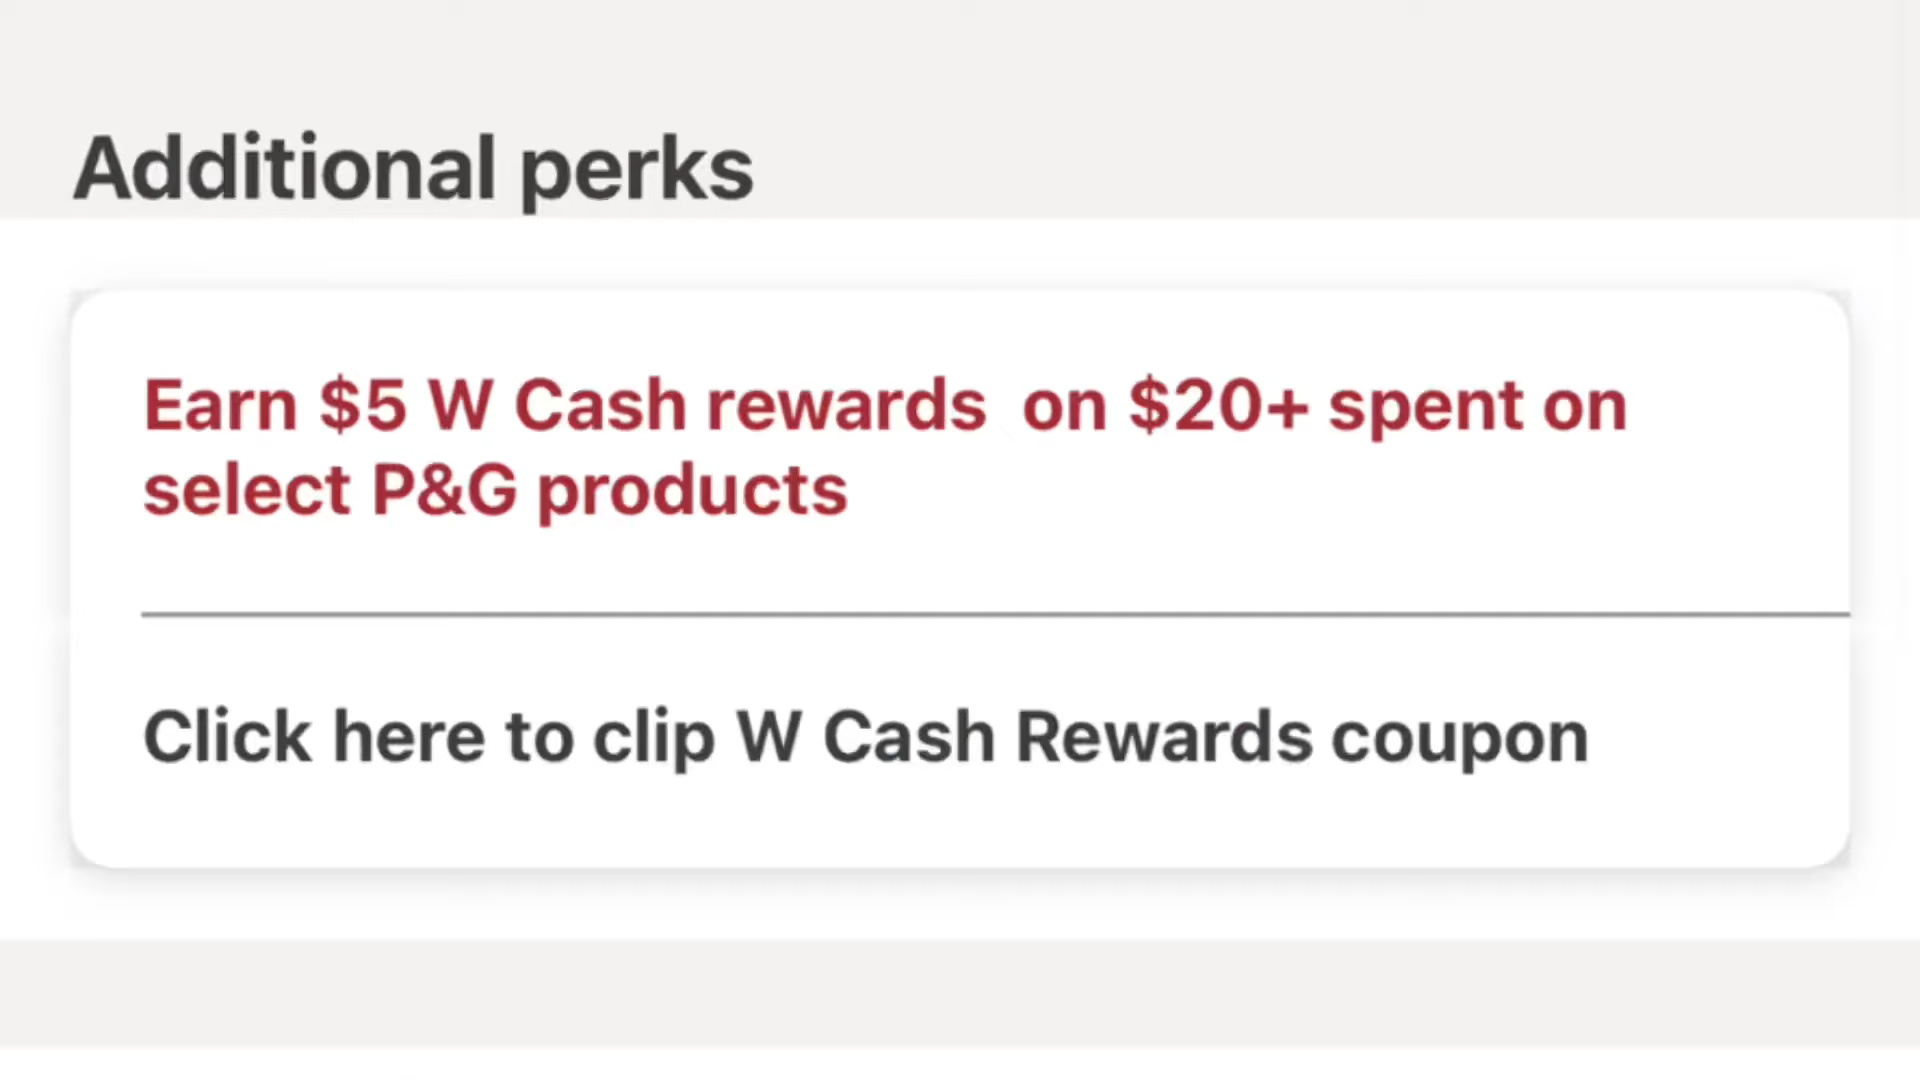 Additional perks
Earn $5 W Cash rewards  on $20+ spent on
select P&G products
Click here to clip W Cash Rewards coupon